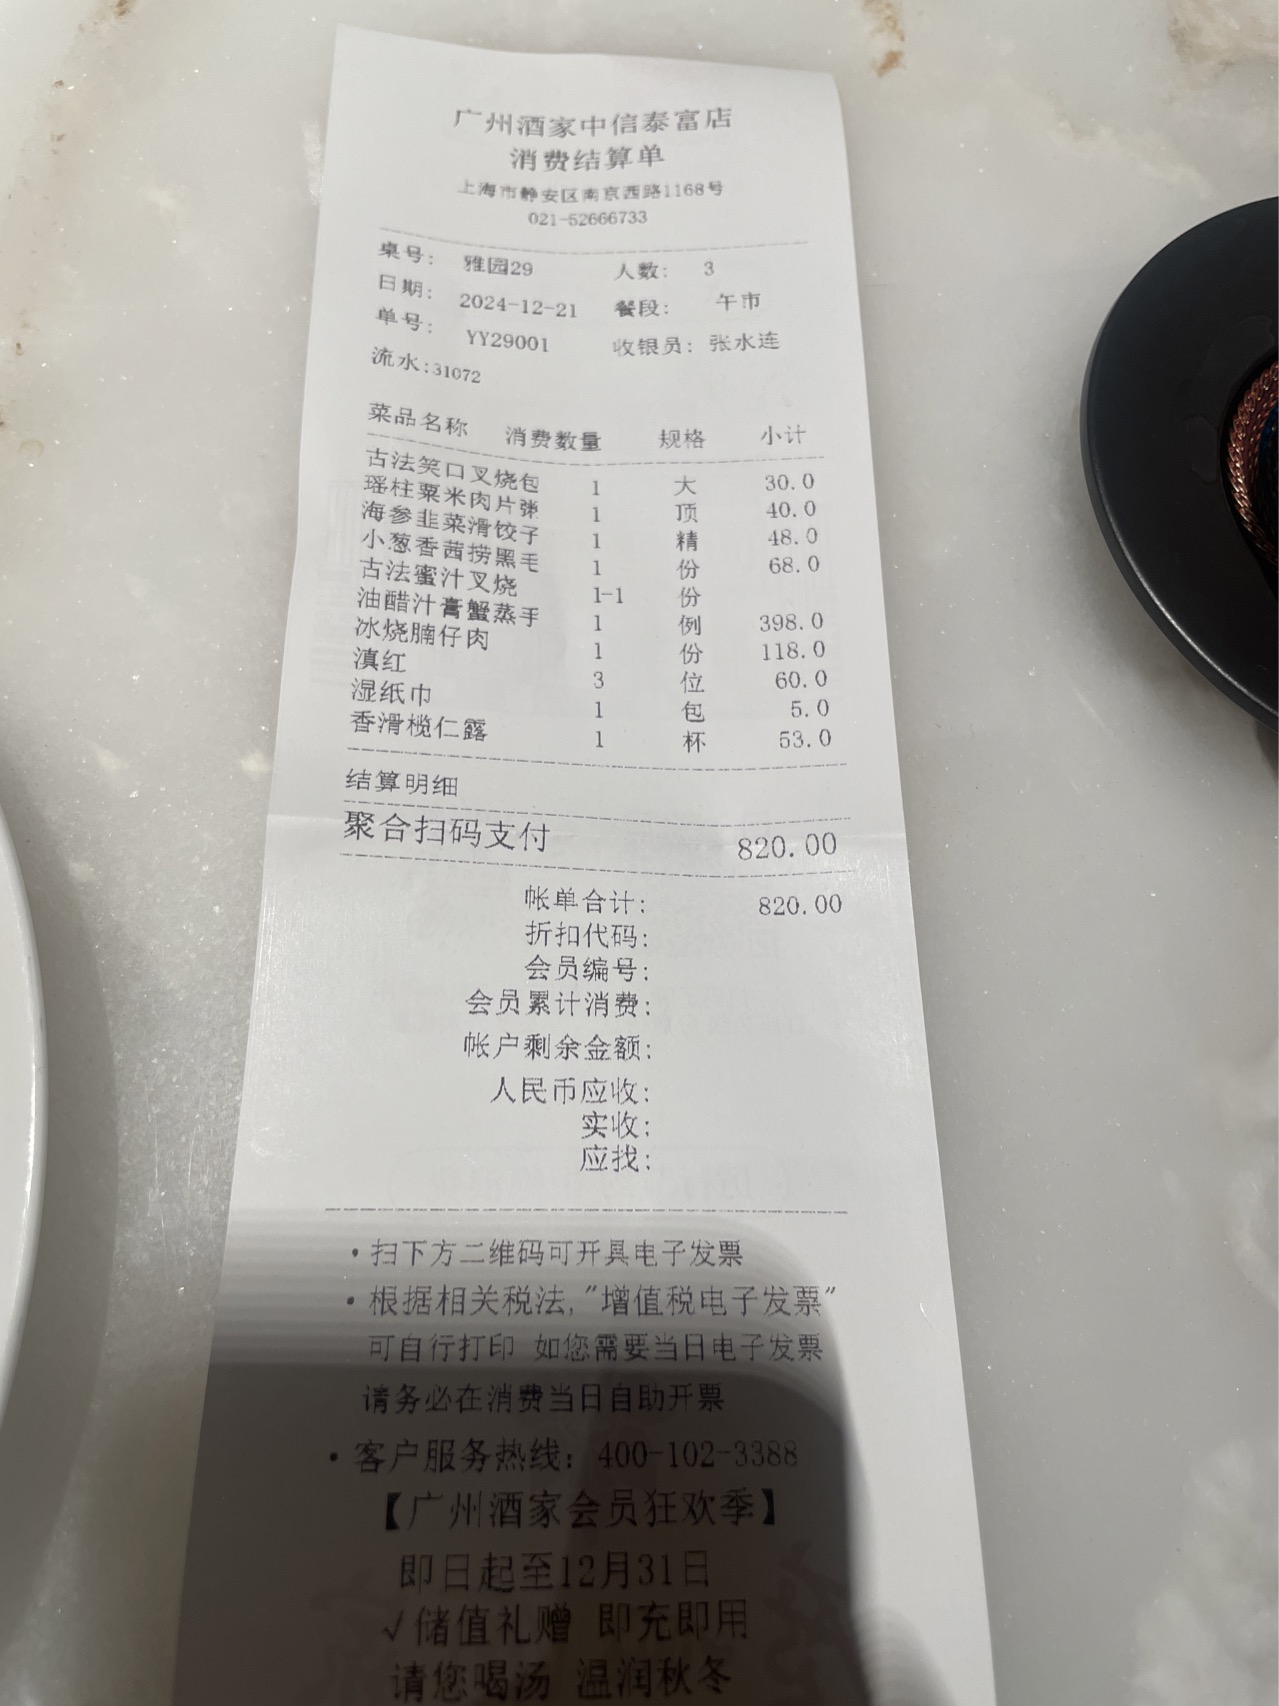 广州酒家中信泰富店
消费结算单
上海市静安区南京西路1168号
021-52666733
桌号: 雅园29 人数: 3
日期: 2024-12-21 餐段: 午市
单号: YY29001 收银员: 张水连
流水:31072
菜品名称 消费数量 规格 小计
古法笑口叉烧包 1 大 30.0
瑶柱粟米肉片粥 1 顶 40.0
海参韭菜滑饺子 1 精 48.0
小葱香茜捞黑毛 1 份 68.0
古法蜜汁叉烧 1-1 份
油醋汁膏蟹蒸手 1 例 398.0
冰烧腩仔肉 1 份 118.0
滇红 3 位 60.0
湿纸巾 1 包 5.0
香滑榄仁露 1 杯 53.0
结算明细
聚合扫码支付 820.00
帐单合计: 820.00
折扣代码:
会员编号:
会员累计消费:
帐户剩余金额:
人民币应收:
实收:
应找:
·扫下方二维码可开具电子发票
·根据相关税法,"增值税电子发票"
可自行打印 如您需要当日电子发票
请务必在消费当日自助开票
·客户服务热线: 400-102-3388
【广州酒家会员狂欢季】
即日起至12月31日
√储值礼赠 即充即用
请您喝汤 温润秋冬